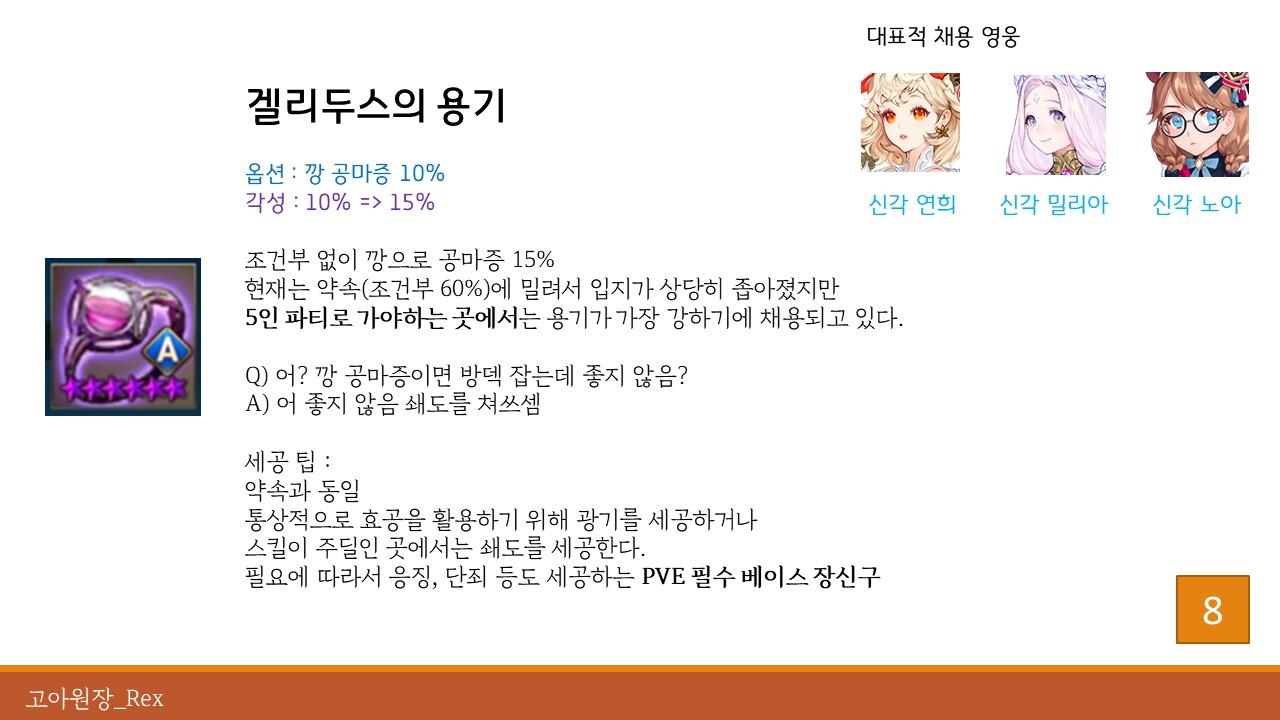 대표적 채용 영웅
겔리두스의 용기
옵션 : 깡 공마증 10%
각성 : 10% => 15%
신각 연희
신각 밀리아
신각 노아
조건부 없이 깡으로 공마증 15%
현재는 약속(조건부 60%)에 밀려서 입지가 상당히 좁아졌지만
5인 파티로 가야하는 곳에서는 용기가 가장 강하기에 채용되고 있다.
A
Q) 어? 깡 공마증이면 방덱 잡는데 좋지 않음?
A) 어 좋지 않음 쇄도를 쳐쓰셈
세공 팁 :
약속과 동일
통상적으로 효공을 활용하기 위해 광기를 세공하거나
스킬이 주딜인 곳에서는 쇄도를 세공한다.
필요에 따라서 응징, 단죄 등도 세공하는 PVE 필수 베이스 장신구
8
고아원장_Rex